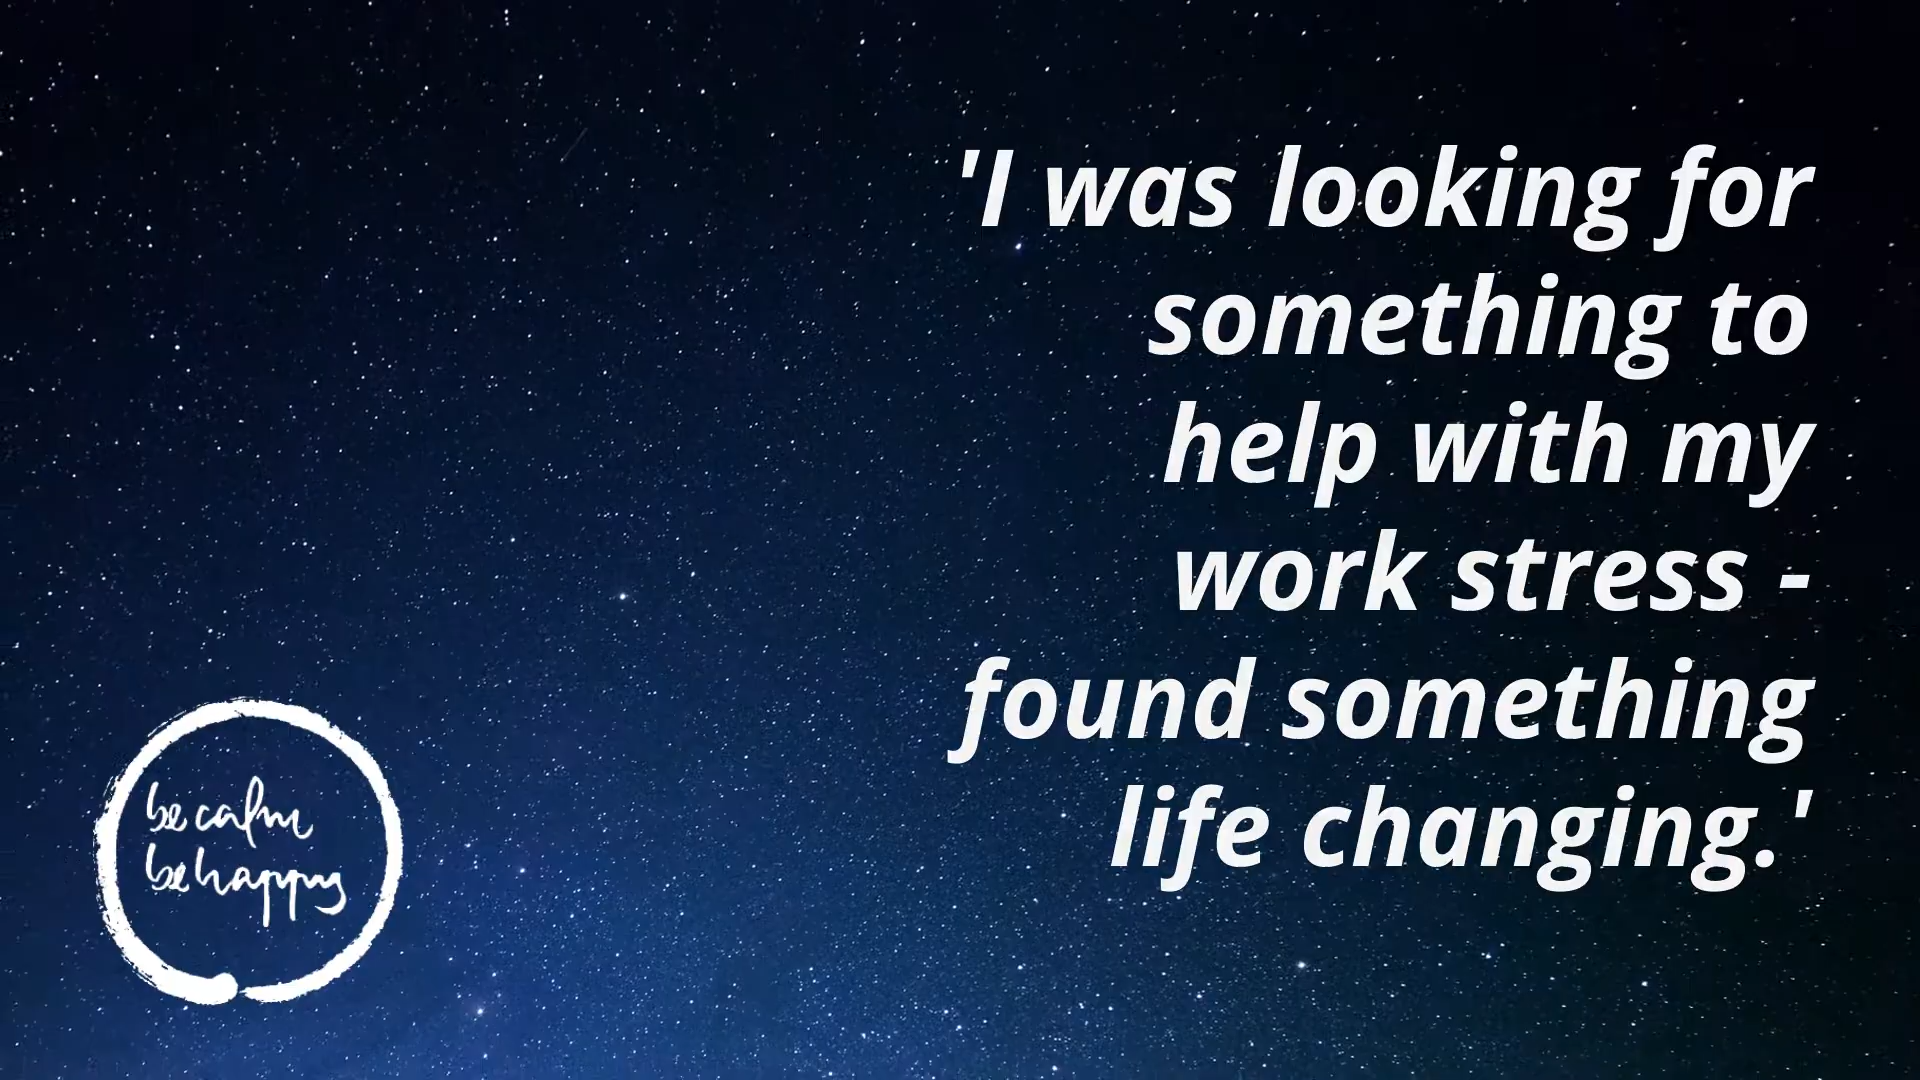 'I was looking for
something to
help with my
work stress -
found something
life changing.'
be calm
be happy